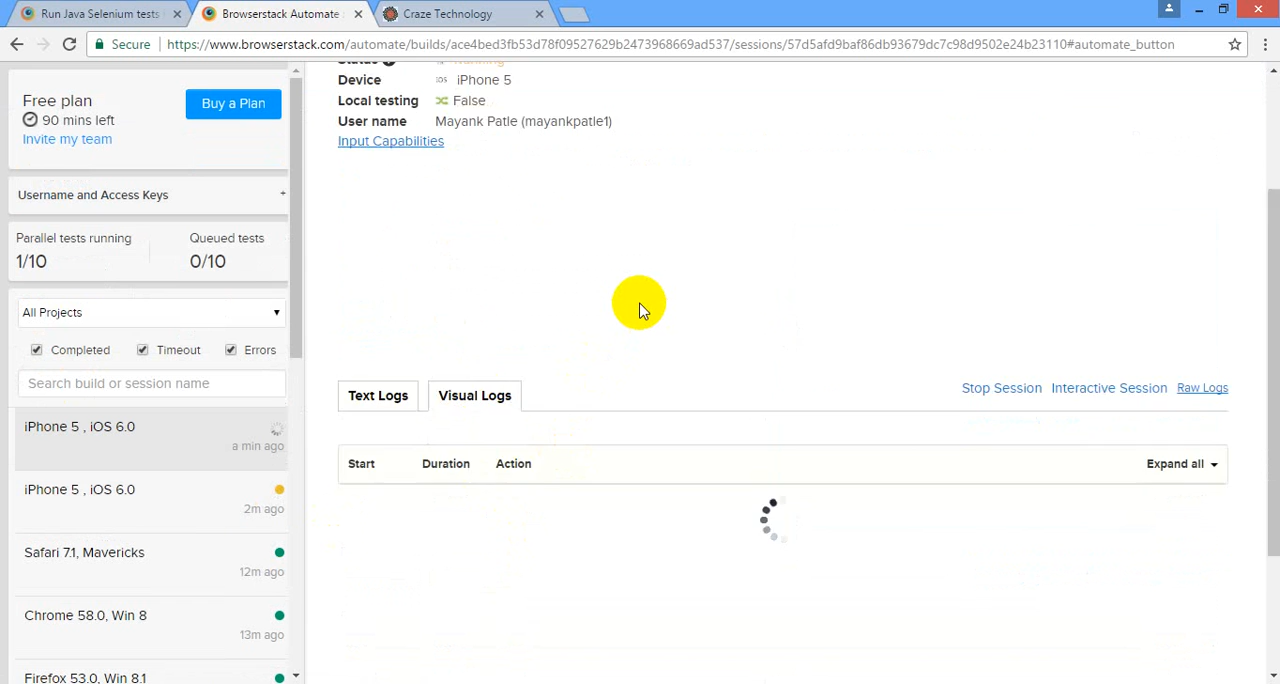 Run Java Selenium tests
Browserstack Automate
Craze Technology
Secure
https://www.browserstack.com/automate/builds/ace4bed3fb53d78f09527629b2473968669ad537/sessions/57d5afd9baf86db93679dc7c98d9502e24b23110#automate_button
Free plan
90 mins left
Invite my team
Buy a Plan
Username and Access Keys
+
Parallel tests running
1/10
Queued tests
0/10
All Projects
Completed
Timeout
Errors
Search build or session name
iPhone 5 , iOS 6.0
a min ago
iPhone 5 , iOS 6.0
2m ago
Safari 7.1, Mavericks
12m ago
Chrome 58.0, Win 8
13m ago
Firefox 53.0, Win 8.1
Status
Running
Device
iOS
iPhone 5
Local testing
False
User name
Mayank Patle (mayankpatle1)
Input Capabilities
Text Logs
Visual Logs
Stop Session
Interactive Session
Raw Logs
Start
Duration
Action
Expand all